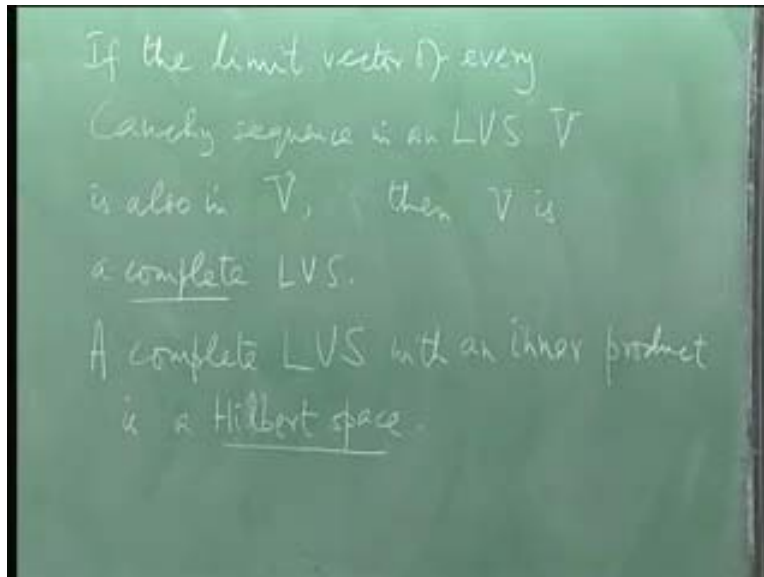 If the limit vector of every
Cauchy sequence in an LVS V
is also in V, then V is
a complete LVS.
A complete LVS with an inner product
is a Hilbert space.